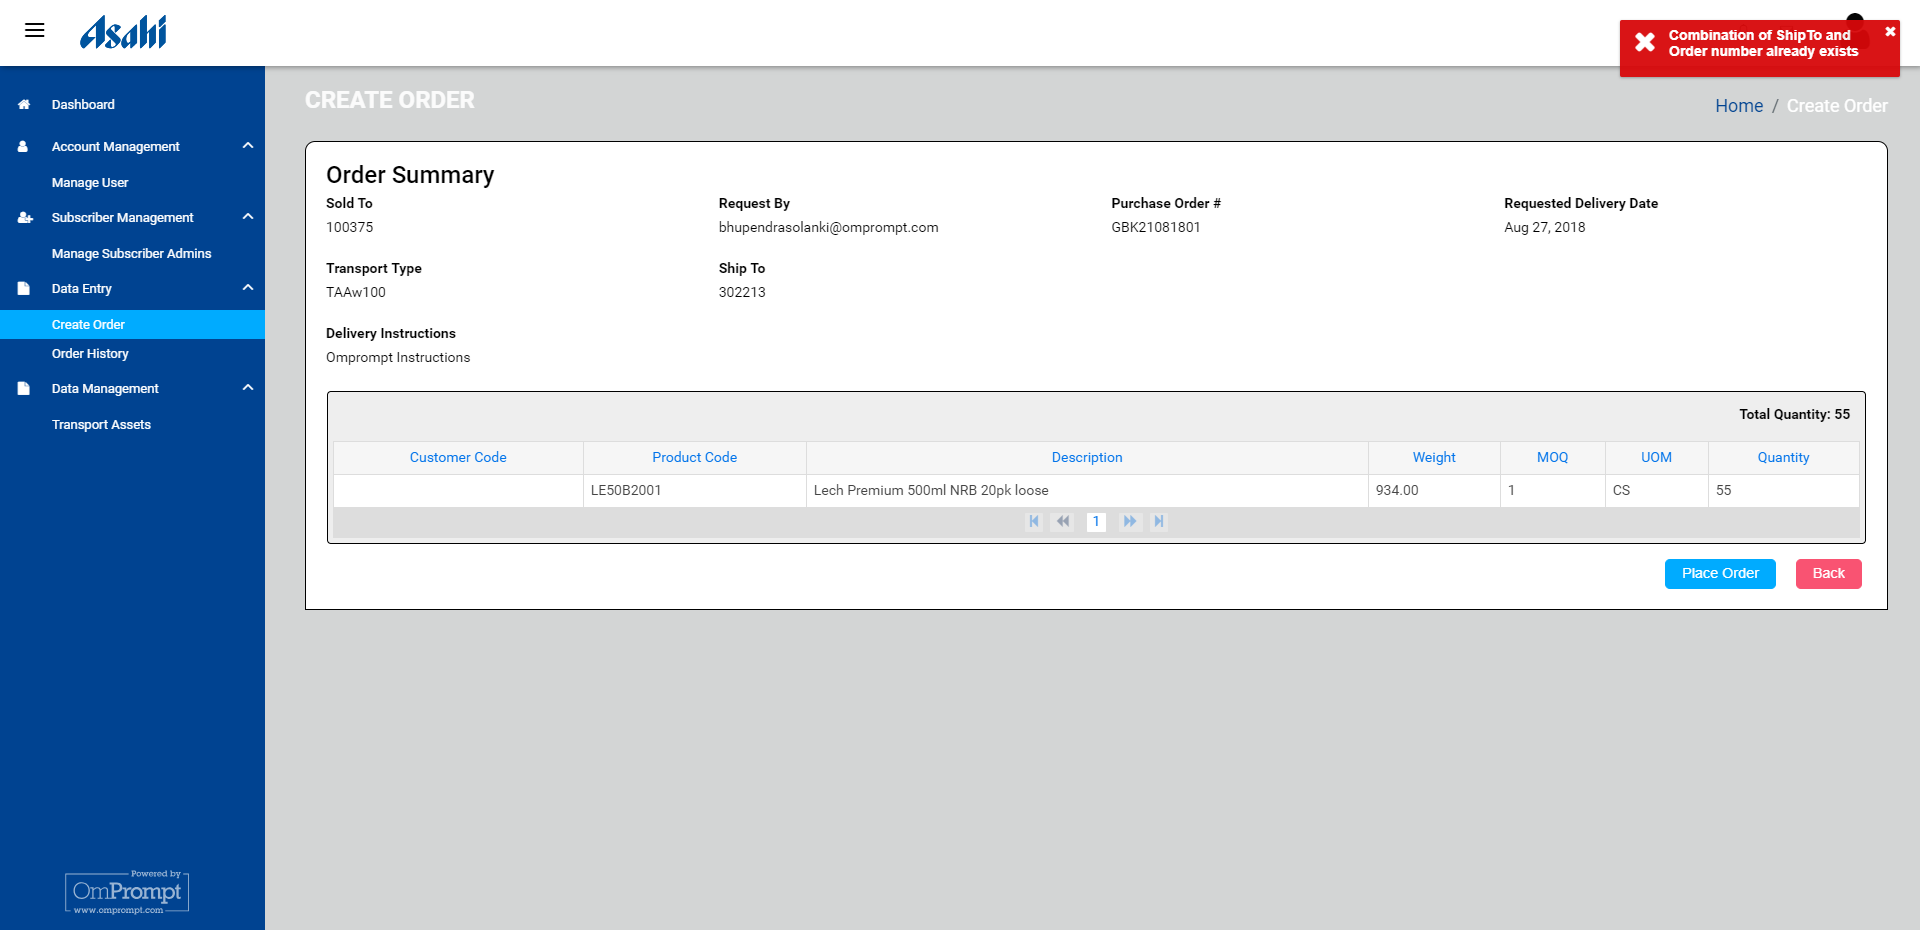 Asahi
Combination of ShipTo and
Order number already exists
Dashboard
Account Management
Manage User
Subscriber Management
Manage Subscriber Admins
Data Entry
Create Order
Order History
Data Management
Transport Assets
Powered by
OmPrompt
www.omprompt.com
CREATE ORDER
Home / Create Order
Order Summary
Sold To Request By Purchase Order # Requested Delivery Date
100375 bhupendrasolanki@omprompt.com GBK21081801 Aug 27, 2018
Transport Type Ship To
TAAw100 302213
Delivery Instructions
Omprompt Instructions
Total Quantity: 55
Customer Code Product Code Description Weight MOQ UOM Quantity
LE50B2001 Lech Premium 500ml NRB 20pk loose 934.00 1 CS 55
1
Place Order Back